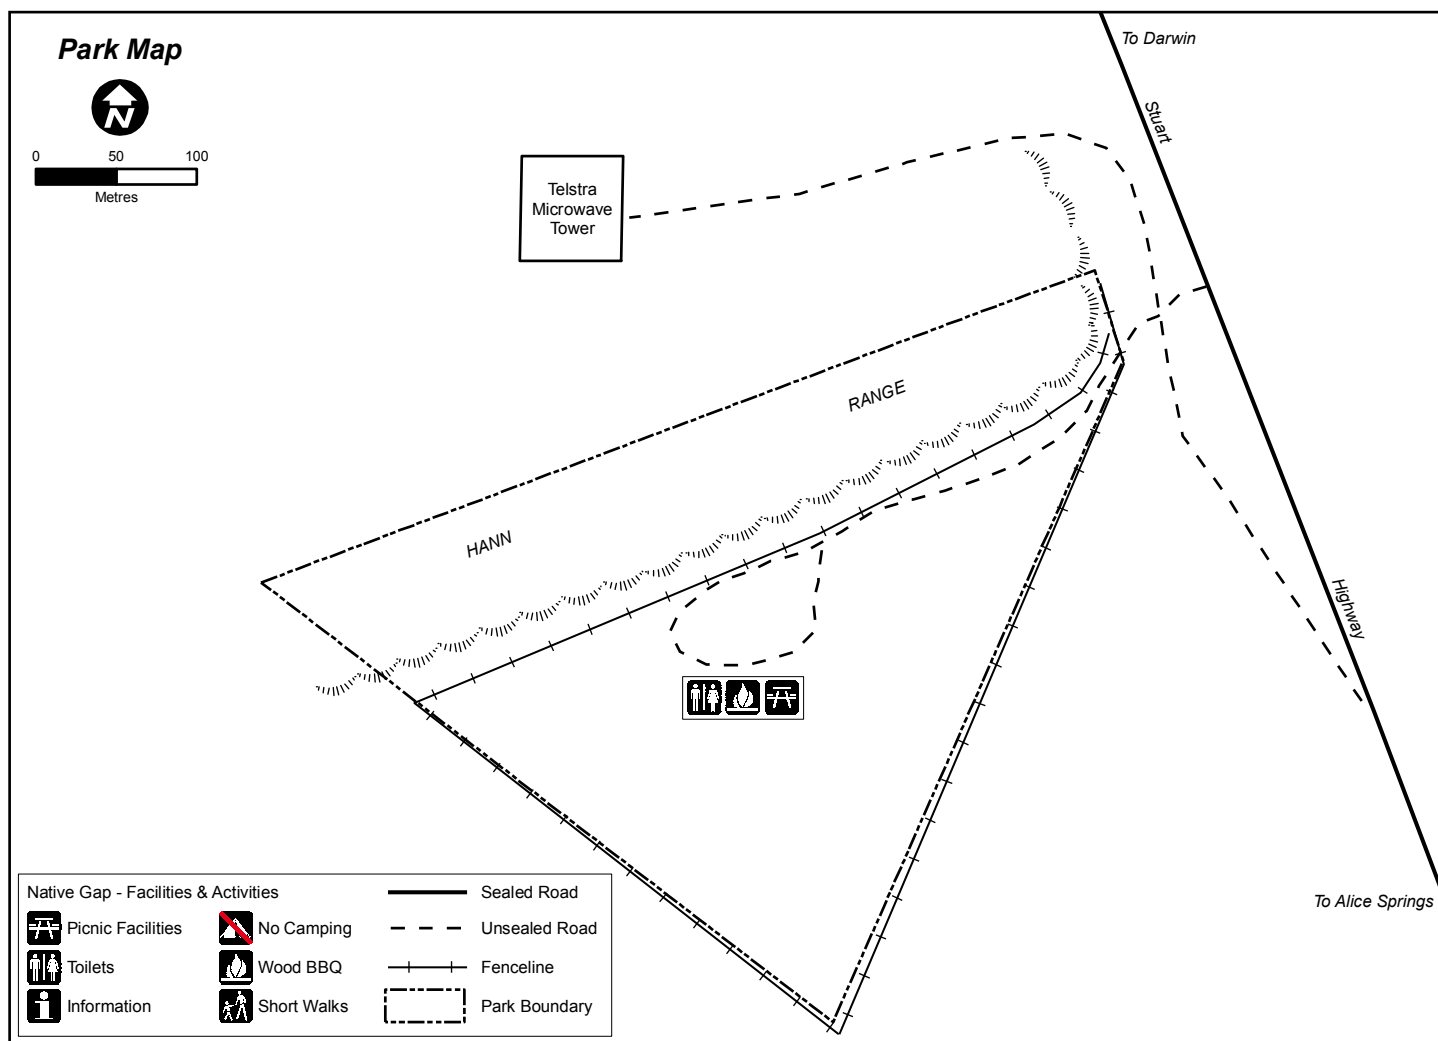 Park Map
N
0 50 100
Metres
To Darwin
Stuart
Telstra
Microwave
Tower
RANGE
HANN
Highway
To Alice Springs
Native Gap - Facilities & Activities
Picnic Facilities
Toilets
Information
No Camping
Wood BBQ
Short Walks
Sealed Road
Unsealed Road
Fenceline
Park Boundary